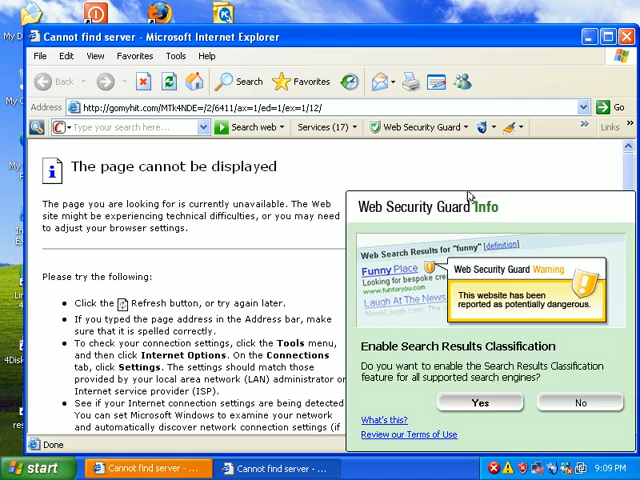 My D
Cannot find server - Microsoft Internet Explorer
File Edit View Favorites Tools Help
Back Search Favorites
Address http://gomyhit.com/MTk4NDE=/2/6411/ax=1/ed=1/ex=1/12/ Go
Type your search here... Search web Services (17) Web Security Guard Links
The page cannot be displayed
The page you are looking for is currently unavailable. The Web
site might be experiencing technical difficulties, or you may need
to adjust your browser settings.
Please try the following:
Click the Refresh button, or try again later.
If you typed the page address in the Address bar, make
sure that it is spelled correctly.
To check your connection settings, click the Tools menu,
and then click Internet Options. On the Connections
tab, click Settings. The settings should match those
provided by your local area network (LAN) administrator or
Internet service provider (ISP).
See if your Internet connection settings are being detected
You can set Microsoft Windows to examine your network
and automatically discover network connection settings (if
Web Security Guard Info
Web Search Results for "funny" [definition]
Funny Place
Looking for bespoke
www.funforyou.com
Laugh At The News
Web Security Guard Warning
This website has been
reported as potentially dangerous.
Enable Search Results Classification
Do you want to enable the Search Results Classification
feature for all supported search engines?
Yes No
What's this?
Review our Terms of Use
4Disk
res
Done
start Cannot find server - ... Cannot find server - ... 9:09 PM